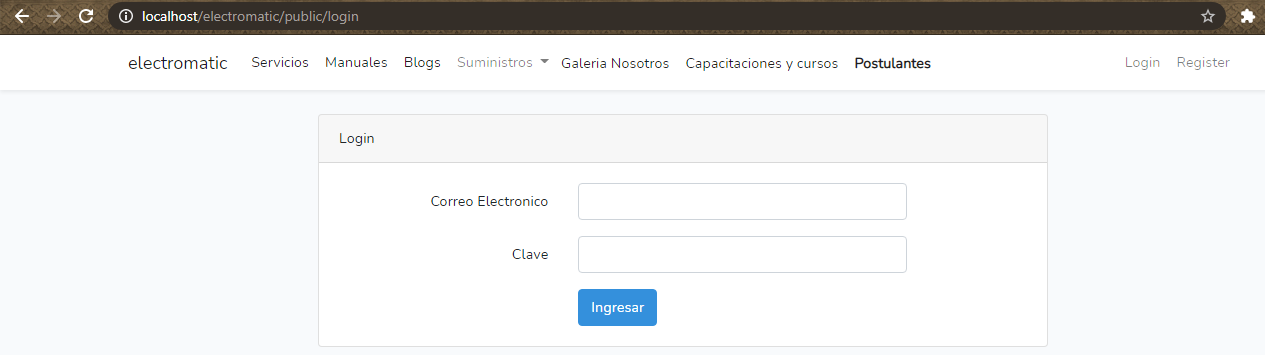 localhost/electromatic/public/login
electromatic Servicios Manuales Blogs Suministros Galeria Nosotros Capacitaciones y cursos Postulantes Login Register
Login
Correo Electronico
Clave
Ingresar